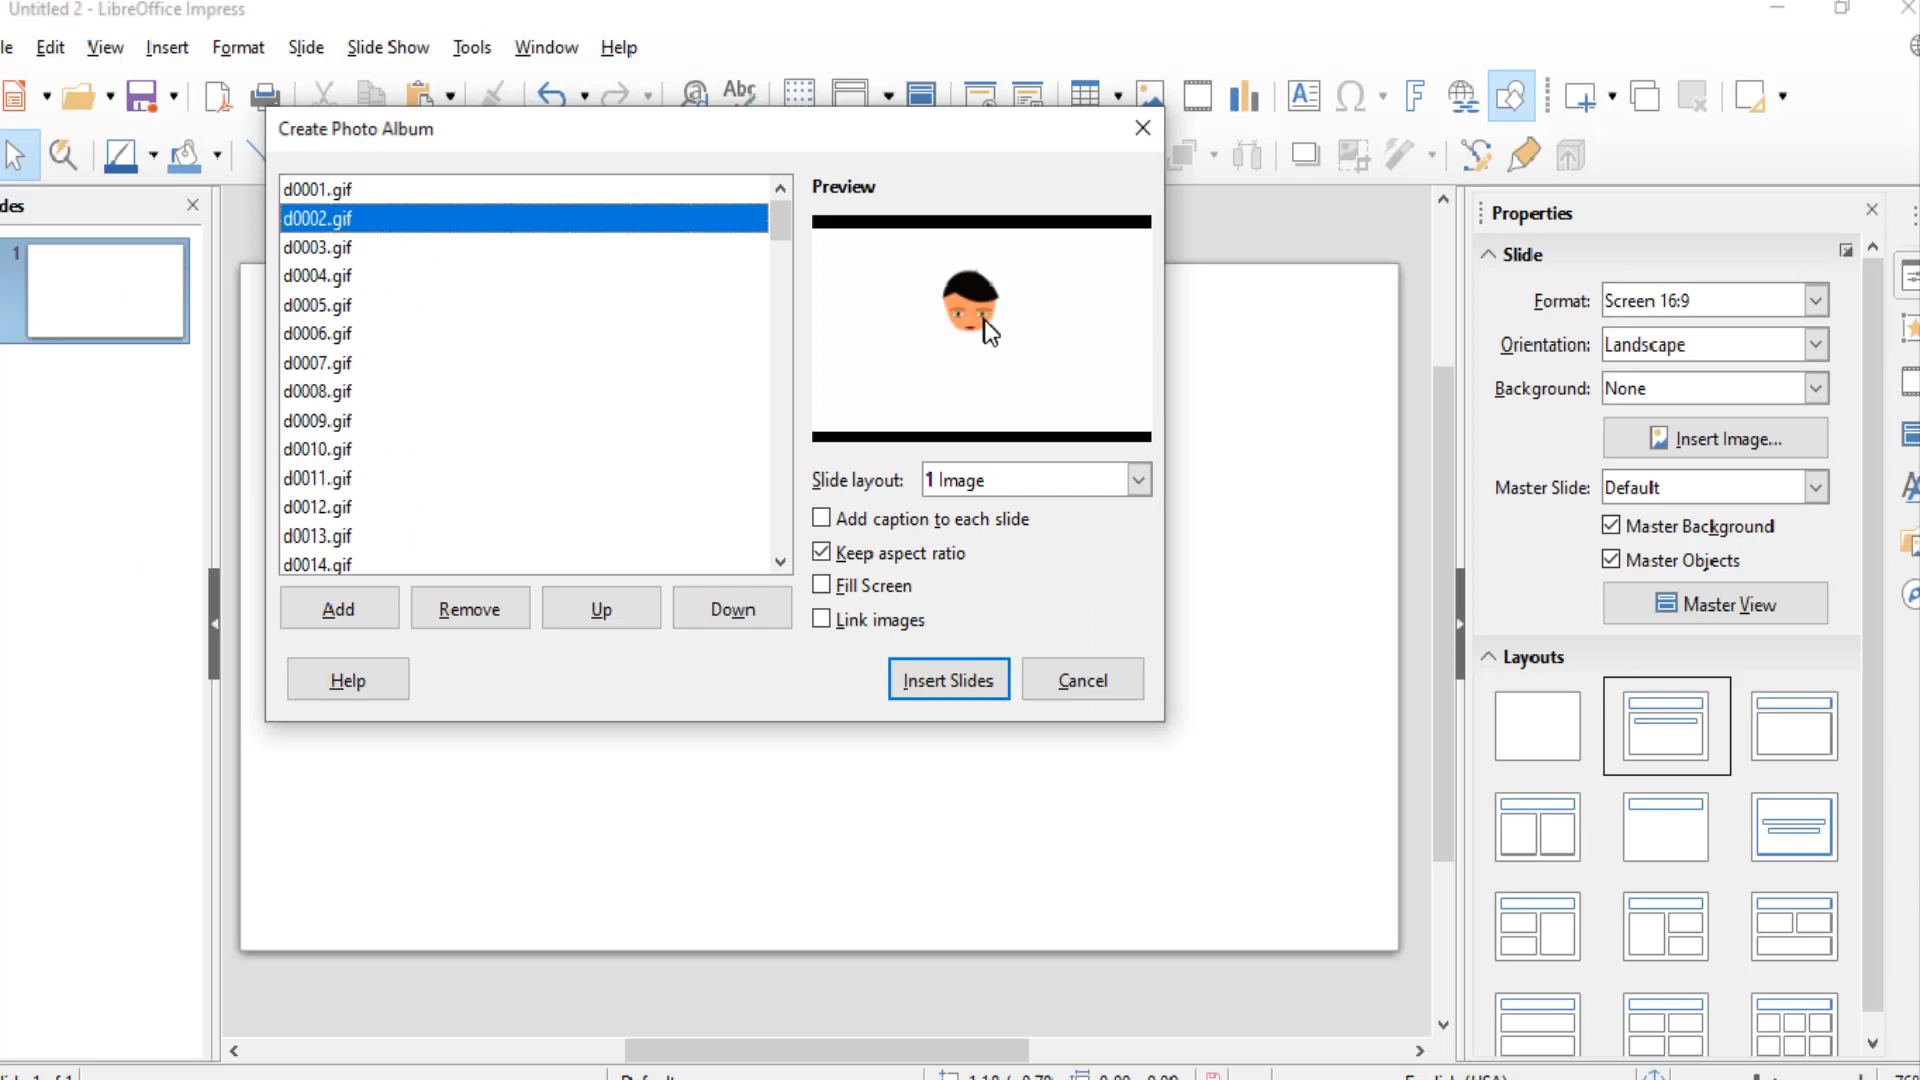 Untitled 2 - LibreOffice Impress
le Edit View Insert Format Slide Slide Show Tools Window Help
Create Photo Album
d0001.gif
d0002.gif
d0003.gif
d0004.gif
d0005.gif
d0006.gif
d0007.gif
d0008.gif
d0009.gif
d0010.gif
d0011.gif
d0012.gif
d0013.gif
d0014.gif
Add Remove Up Down
Help
Preview
Slide layout: 1 Image
Add caption to each slide
Keep aspect ratio
Fill Screen
Link images
Insert Slides Cancel
des
1
Properties
Slide
Format: Screen 16:9
Orientation: Landscape
Background: None
Insert Image...
Master Slide: Default
Master Background
Master Objects
Master View
Layouts